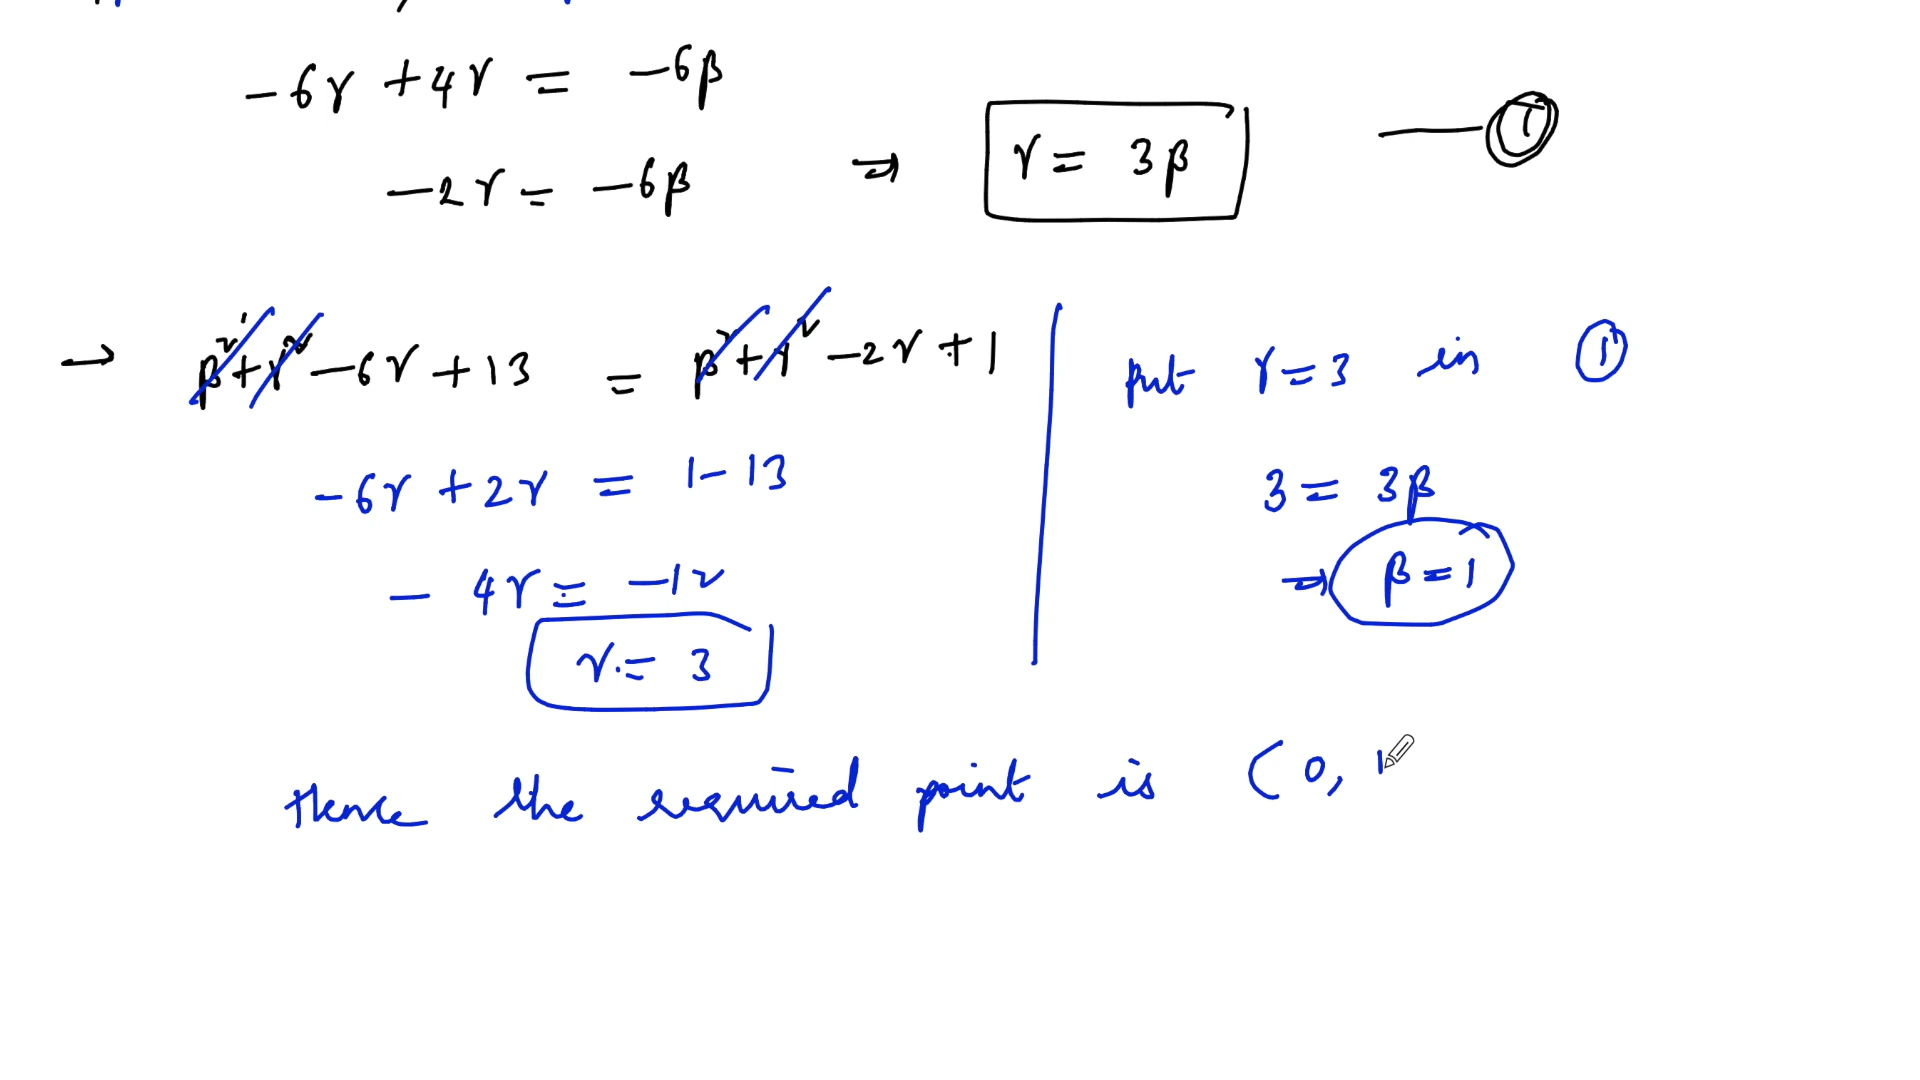 -6γ + 4γ = -6β
-2γ = -6β ⇒ γ = 3β — ①
→ β² + γ² - 6γ + 13 = β² + γ² - 2γ + 1
-6γ + 2γ = 1 - 13
- 4γ = -12
γ = 3
put γ = 3 in ①
3 = 3β
⇒ β = 1
Hence the required point is (0, 1